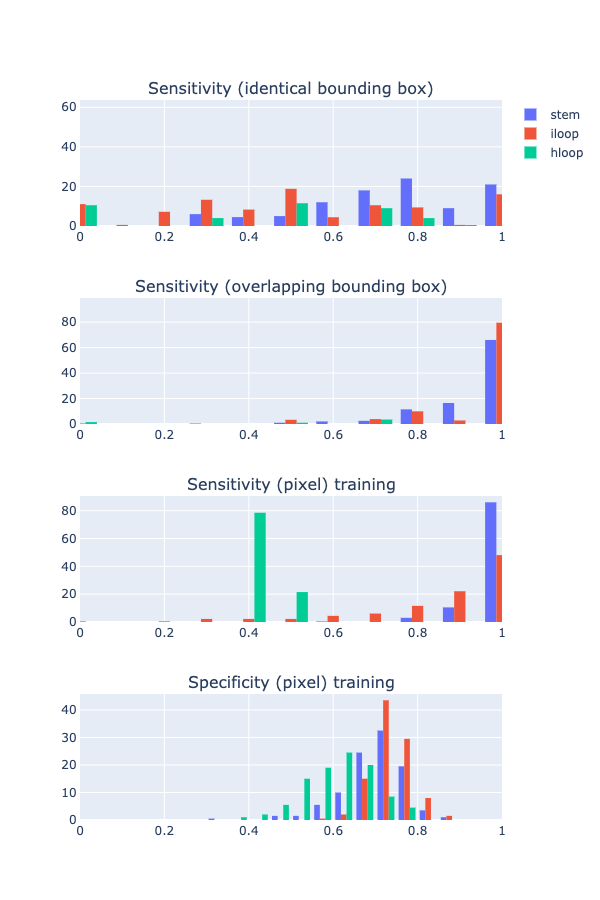 Sensitivity (identical bounding box)
60
40
20
0
0 0.2 0.4 0.6 0.8 1
stem
iloop
hloop
Sensitivity (overlapping bounding box)
80
60
40
20
0
0 0.2 0.4 0.6 0.8 1
Sensitivity (pixel) training
80
60
40
20
0
0 0.2 0.4 0.6 0.8 1
Specificity (pixel) training
40
30
20
10
0
0 0.2 0.4 0.6 0.8 1